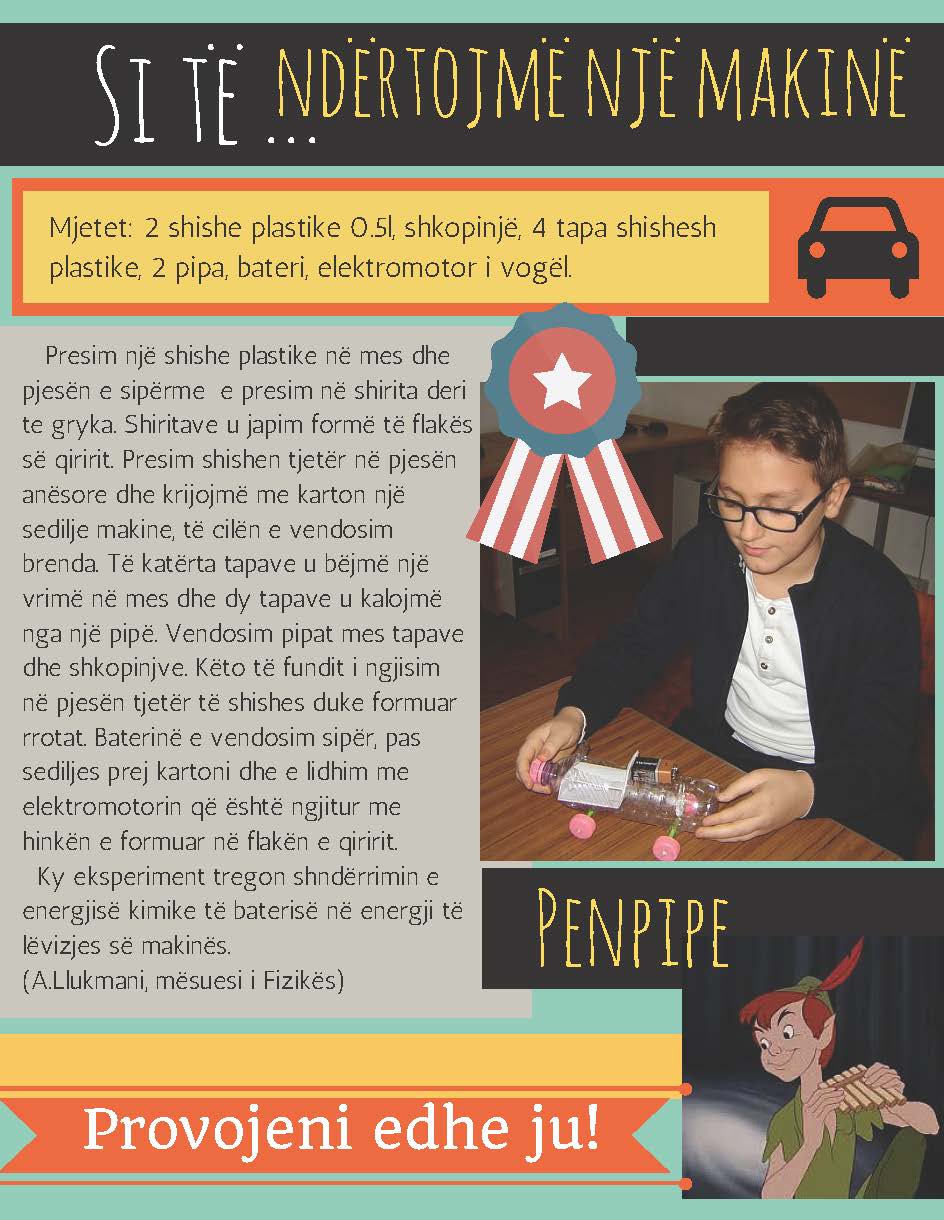 SI TË ... NDËRTOJMË NJË MAKINË
Mjetet: 2 shishe plastike 0.5l, shkopinjë, 4 tapa shishesh
plastike, 2 pipa, bateri, elektromotor i vogël.
Presim një shishe plastike në mes dhe
pjesën e sipërme e presim në shirita deri
te gryka. Shiritave u japim formë të flakës
së qiririt. Presim shishen tjetër në pjesën
anësore dhe krijojmë me karton një
sedilje makine, të cilën e vendosim
brenda. Të katërta tapave u bëjmë një
vrimë në mes dhe dy tapave u kalojmë
nga një pipë. Vendosim pipat mes tapave
dhe shkopinjve. Këto të fundit i ngjisim
në pjesën tjetër të shishes duke formuar
rrotat. Baterinë e vendosim sipër, pas
sediljes prej kartoni dhe e lidhim me
elektromotorin që është ngjitur me
hinkën e formuar në flakën e qiririt.
Ky eksperiment tregon shndërrimin e
energjisë kimike të baterisë në energji të
lëvizjes së makinës.
(A.Llukmani, mësuesi i Fizikës)
PENPIPE
Provojeni edhe ju!